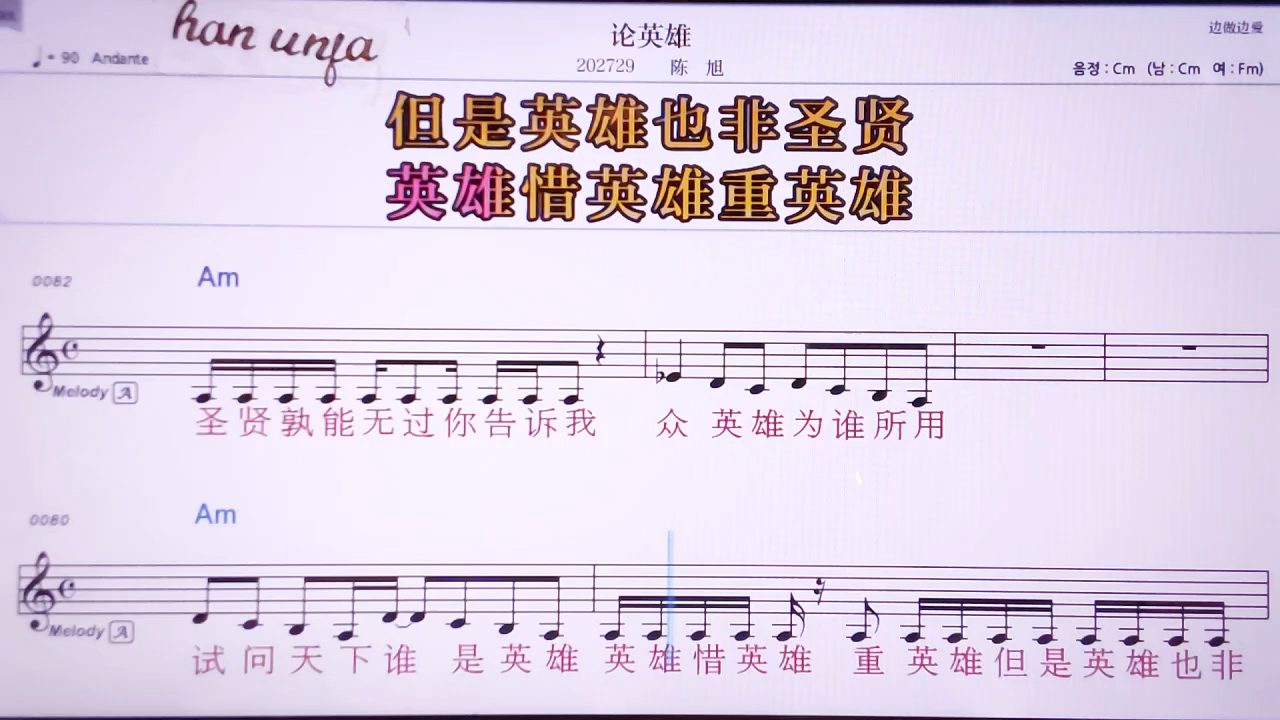 han unfa
论英雄
边做边爱
♩= 90 Andante
202729 陈 旭
음정 : Cm (남 : Cm 여 : Fm)
但是英雄也非圣贤
英雄惜英雄重英雄
0082
Am
Melody A
圣贤孰能无过你告诉我 众 英雄为谁所用
0080
Am
Melody A
试问天下谁 是英雄 英雄惜英雄 重 英雄但是英雄也非